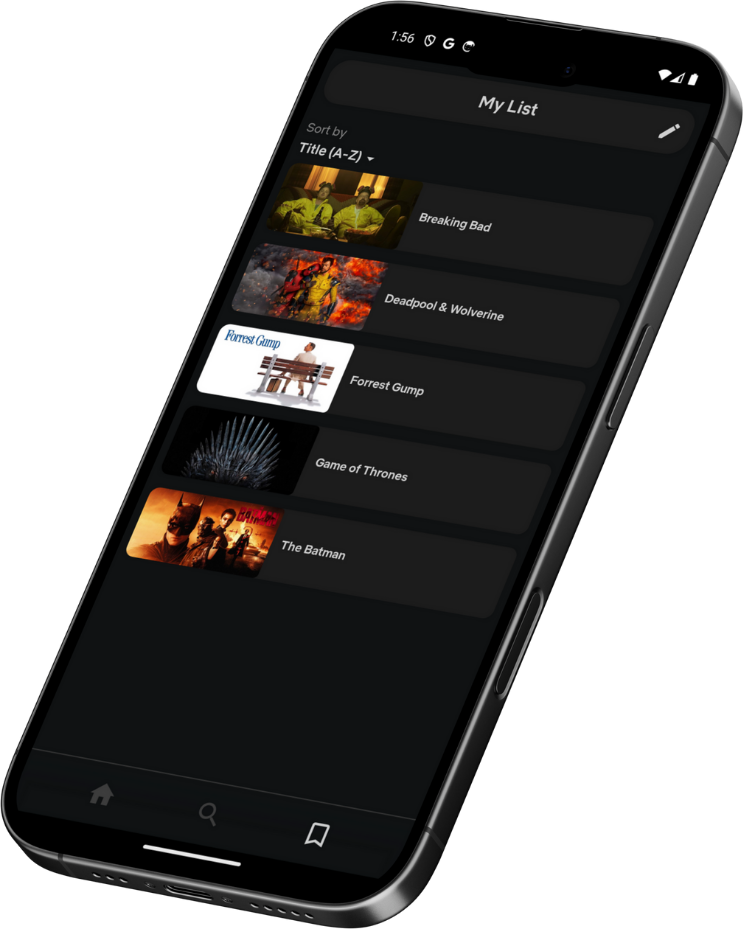 1:56
My List
Sort by
Title (A-Z)
Breaking Bad
Deadpool & Wolverine
Forrest Gump
Forrest Gump
Game of Thrones
The Batman